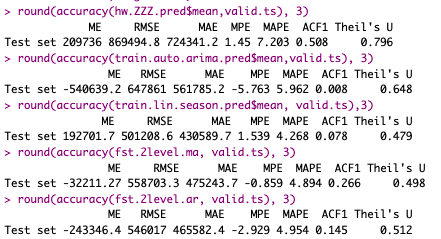 > round(accuracy(hw.ZZZ.pred$mean,valid.ts), 3)
ME RMSE MAE MPE MAPE ACF1 Theil's U
Test set 209736 869494.8 724341.2 1.45 7.203 0.508 0.796
> round(accuracy(train.auto.arima.pred$mean,valid.ts), 3)
ME RMSE MAE MPE MAPE ACF1 Theil's U
Test set -540639.2 647861 561785.2 -5.763 5.962 0.008 0.648
> round(accuracy(train.lin.season.pred$mean, valid.ts),3)
ME RMSE MAE MPE MAPE ACF1 Theil's U
Test set 192701.7 501208.6 430589.7 1.539 4.268 0.078 0.479
> round(accuracy(fst.2level.ma, valid.ts), 3)
ME RMSE MAE MPE MAPE ACF1 Theil's U
Test set -32211.27 558703.3 475243.7 -0.859 4.894 0.266 0.498
> round(accuracy(fst.2level.ar, valid.ts), 3)
ME RMSE MAE MPE MAPE ACF1 Theil's U
Test set -243346.4 546017 465582.4 -2.929 4.954 0.145 0.512